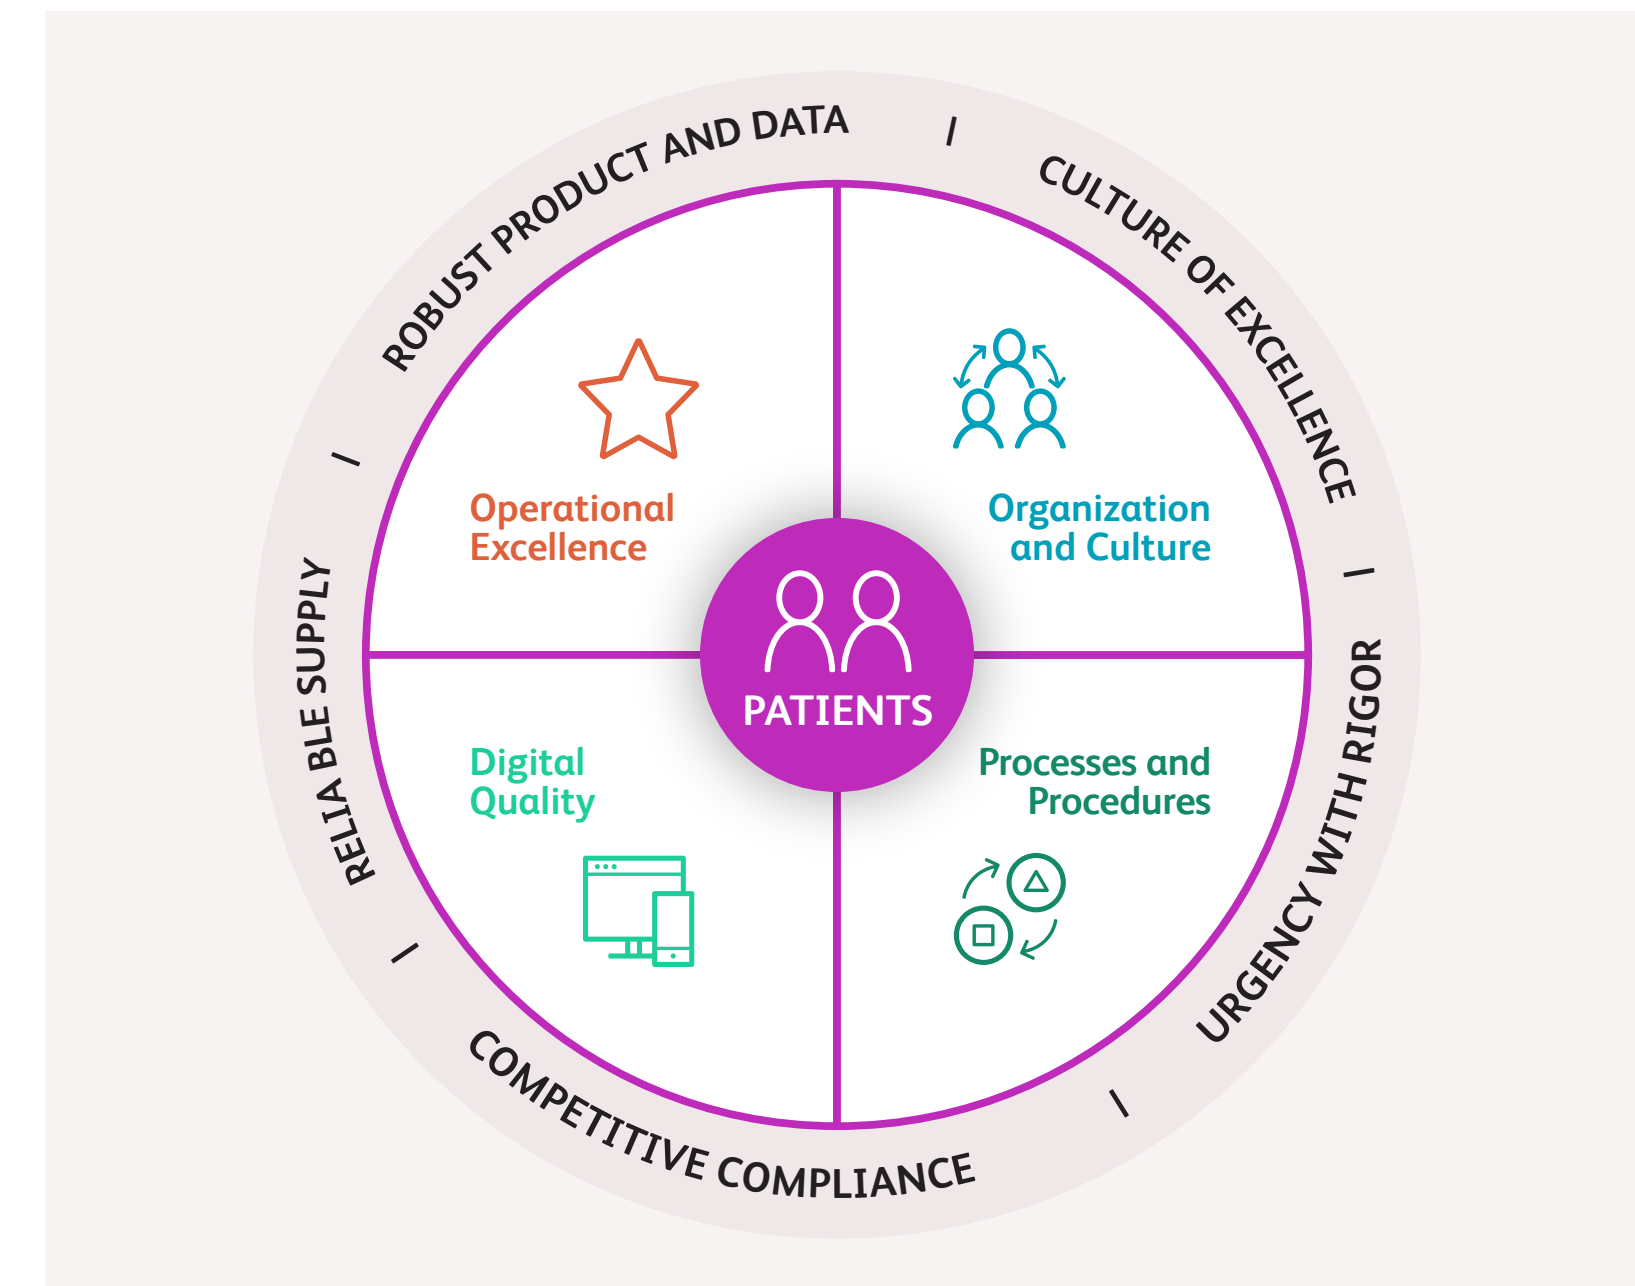 ROBUST PRODUCT AND DATA
CULTURE OF EXCELLENCE
URGENCY WITH RIGOR
COMPETITIVE COMPLIANCE
RELIA BLE SUPPLY
Operational
Excellence
Organization
and Culture
PATIENTS
Digital
Quality
Processes and
Procedures